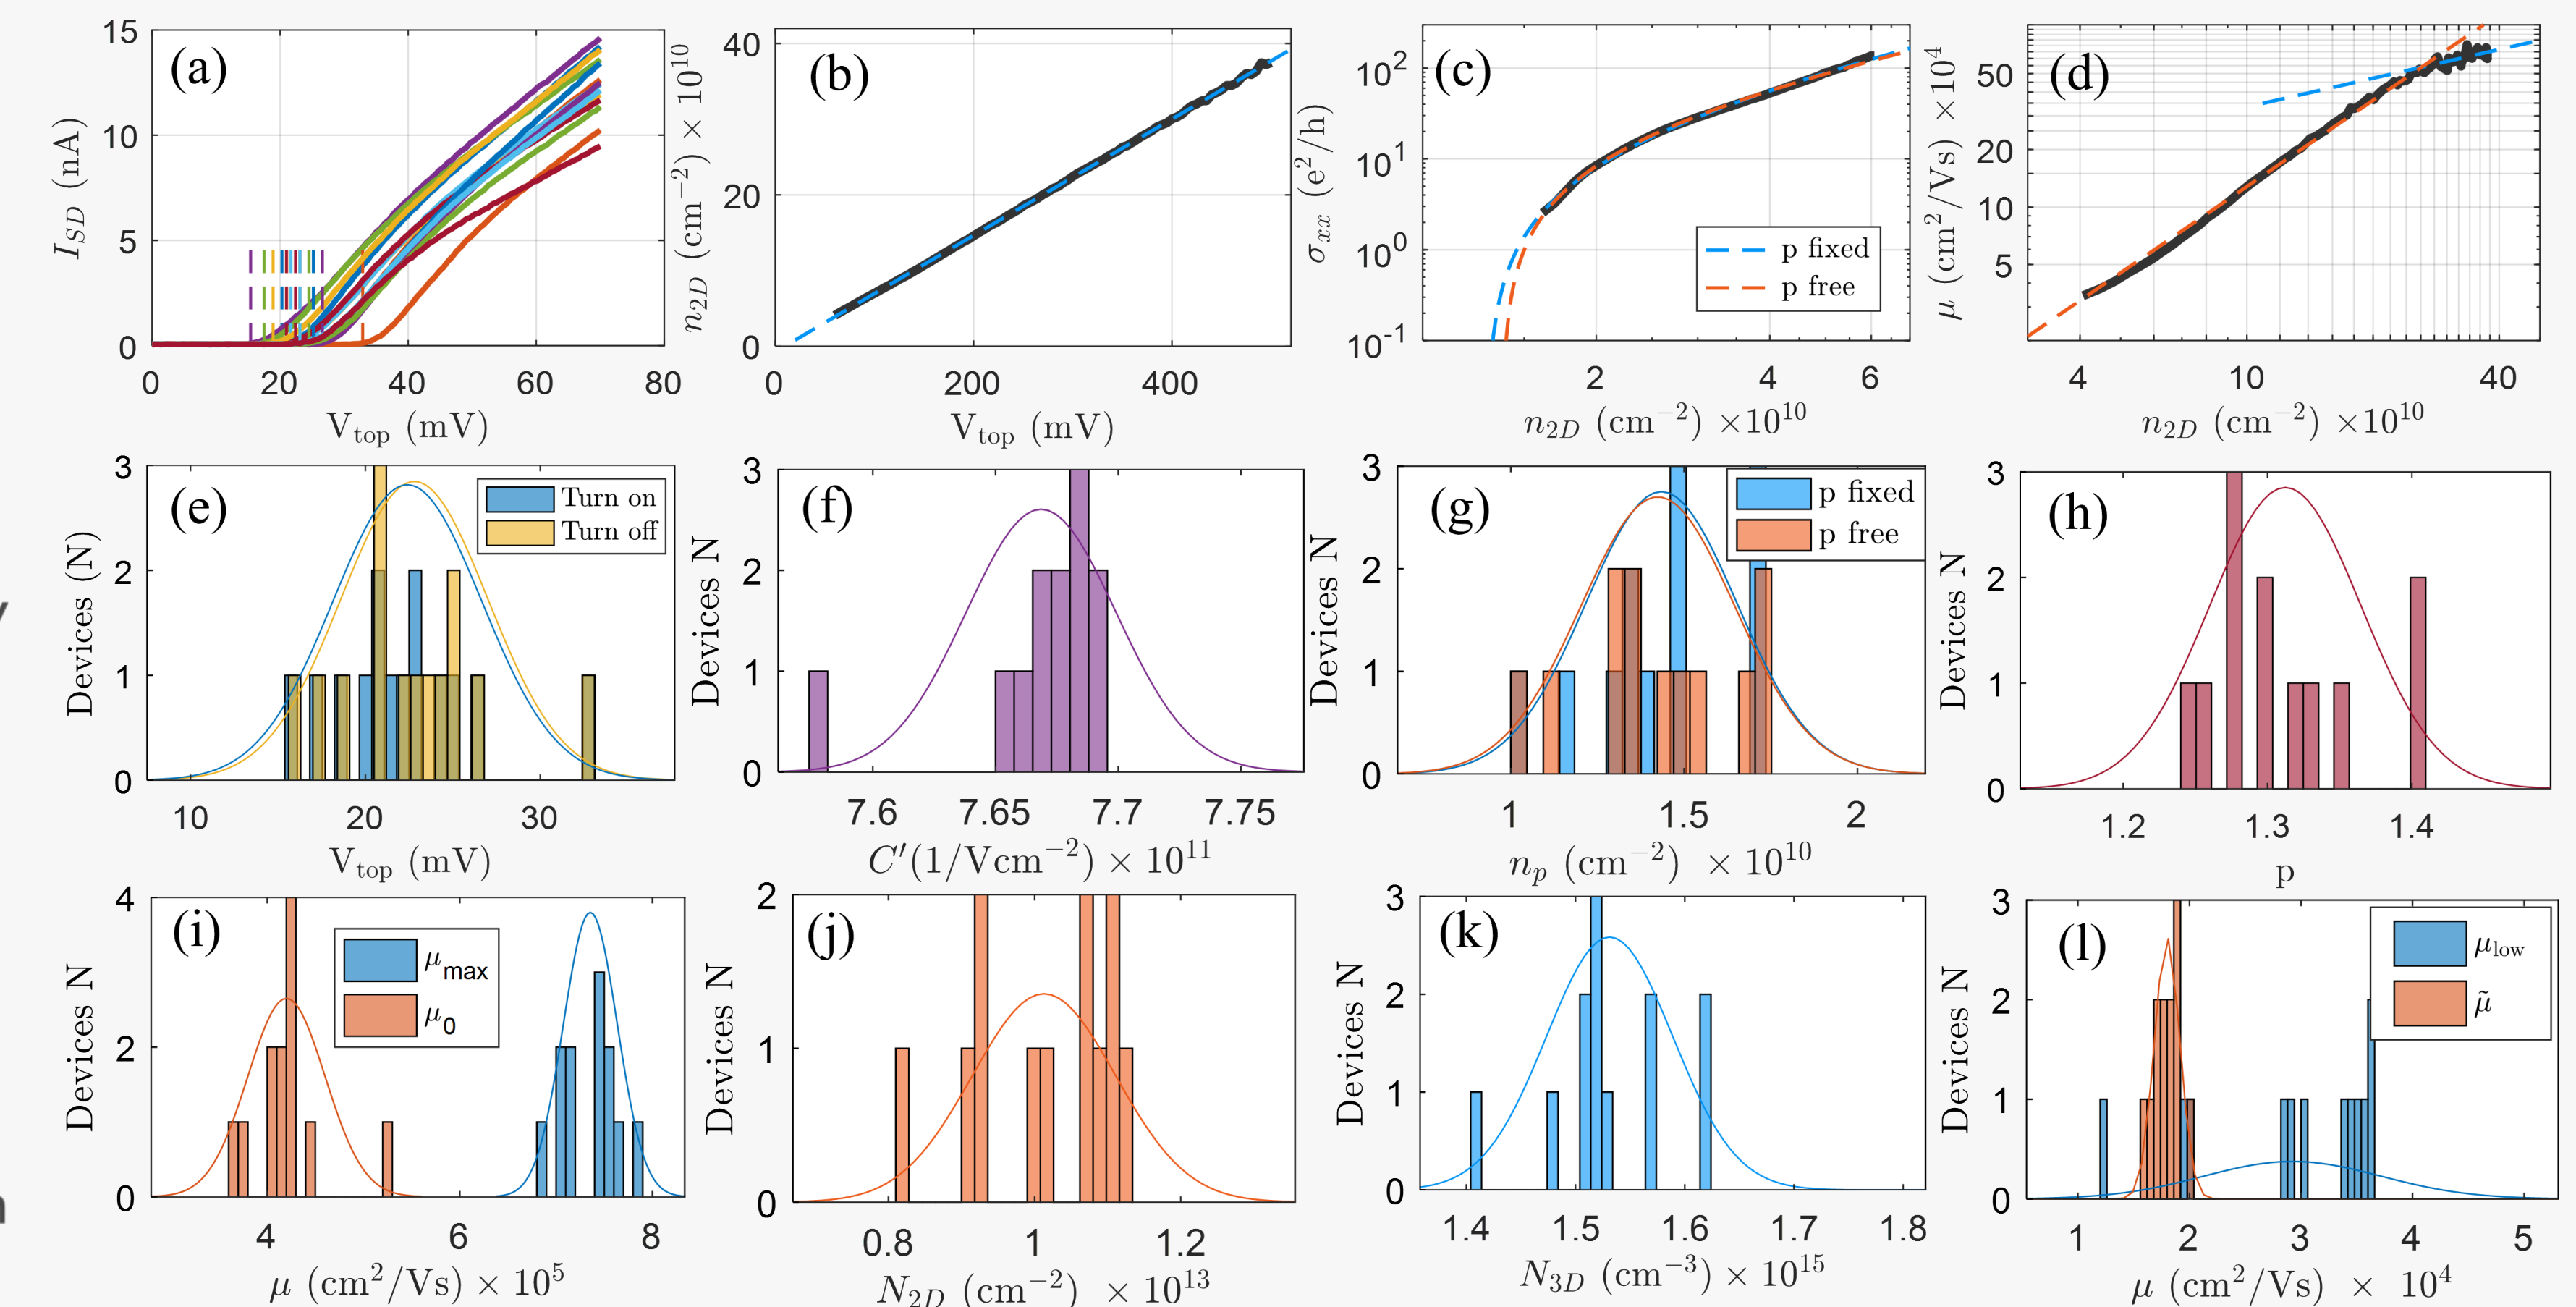 (a)
15
10
5
0
0 20 40 60 80
I_SD (nA)
V_top (mV)
(b)
40
20
0
0 200 400
n_2D (cm^−2) × 10^10
V_top (mV)
(c)
10^2
10^1
10^0
10^-1
2 4 6
σ_xx (e^2/h)
n_2D (cm^−2) ×10^10
p fixed
p free
(d)
50
20
10
5
4 10 40
μ (cm^2/Vs) ×10^4
n_2D (cm^−2) ×10^10
(e)
3
2
1
0
10 20 30
Devices (N)
V_top (mV)
Turn on
Turn off
(f)
3
2
1
0
7.6 7.65 7.7 7.75
Devices N
C′(1/Vcm^−2) × 10^11
(g)
3
2
1
0
1 1.5 2
Devices N
n_p (cm^−2) × 10^10
p fixed
p free
(h)
3
2
1
0
1.2 1.3 1.4
Devices N
p
(i)
4
2
0
4 6 8
Devices N
μ (cm^2/Vs) × 10^5
μ_max
μ_0
(j)
2
1
0
0.8 1 1.2
Devices N
N_2D (cm^−2) × 10^13
(k)
3
2
1
0
1.4 1.5 1.6 1.7 1.8
Devices N
N_3D (cm^−3) × 10^15
(l)
3
2
1
0
1 2 3 4 5
Devices N
μ (cm^2/Vs) × 10^4
μ_low
μ̃